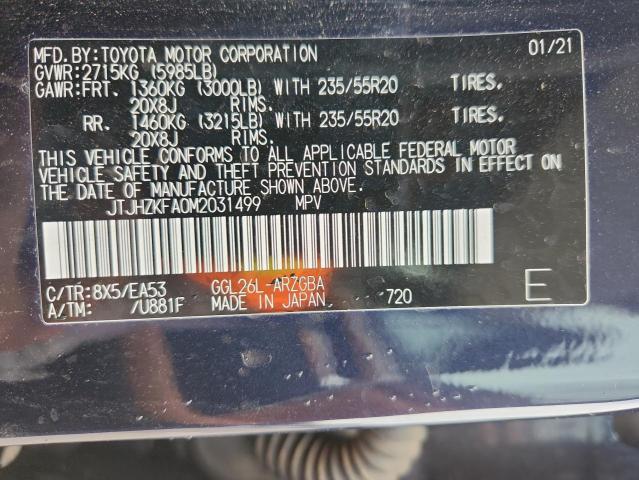 MFD.BY:TOYOTA MOTOR CORPORATION 01/21
GVWR:2715KG (5985LB)
GAWR:FRT. 1360KG (3000LB) WITH 235/55R20 TIRES.
20X8J RIMS.
RR. 1460KG (3215LB) WITH 235/55R20 TIRES.
20X8J RIMS.
THIS VEHICLE CONFORMS TO ALL APPLICABLE FEDERAL MOTOR
VEHICLE SAFETY AND THEFT PREVENTION STANDARDS IN EFFECT ON
THE DATE OF MANUFACTURE SHOWN ABOVE.
JTJHZKFA0M2031499 MPV
C/TR:8X5/EA53 GGL26L-ARZGBA
A/TM: /U881F MADE IN JAPAN 720 E